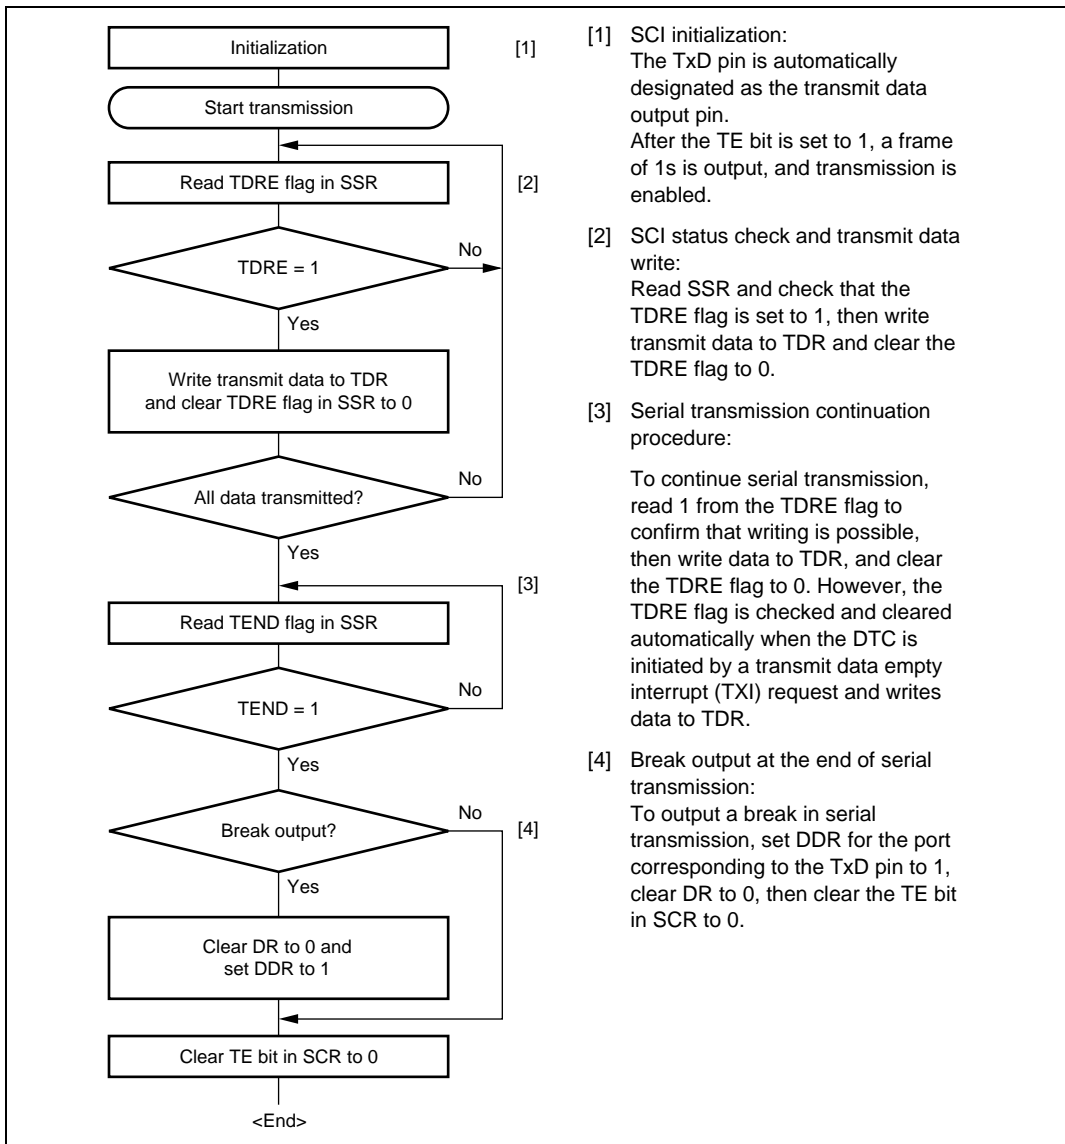 Initialization
[1]
Start transmission
Read TDRE flag in SSR
[2]
No
TDRE = 1
Yes
Write transmit data to TDR
and clear TDRE flag in SSR to 0
No
All data transmitted?
Yes
[3]
Read TEND flag in SSR
No
TEND = 1
Yes
No
Break output?
[4]
Yes
Clear DR to 0 and
set DDR to 1
Clear TE bit in SCR to 0
<End>
[1] SCI initialization:
The TxD pin is automatically
designated as the transmit data
output pin.
After the TE bit is set to 1, a frame
of 1s is output, and transmission is
enabled.
[2] SCI status check and transmit data
write:
Read SSR and check that the
TDRE flag is set to 1, then write
transmit data to TDR and clear the
TDRE flag to 0.
[3] Serial transmission continuation
procedure:
To continue serial transmission,
read 1 from the TDRE flag to
confirm that writing is possible,
then write data to TDR, and clear
the TDRE flag to 0. However, the
TDRE flag is checked and cleared
automatically when the DTC is
initiated by a transmit data empty
interrupt (TXI) request and writes
data to TDR.
[4] Break output at the end of serial
transmission:
To output a break in serial
transmission, set DDR for the port
corresponding to the TxD pin to 1,
clear DR to 0, then clear the TE bit
in SCR to 0.